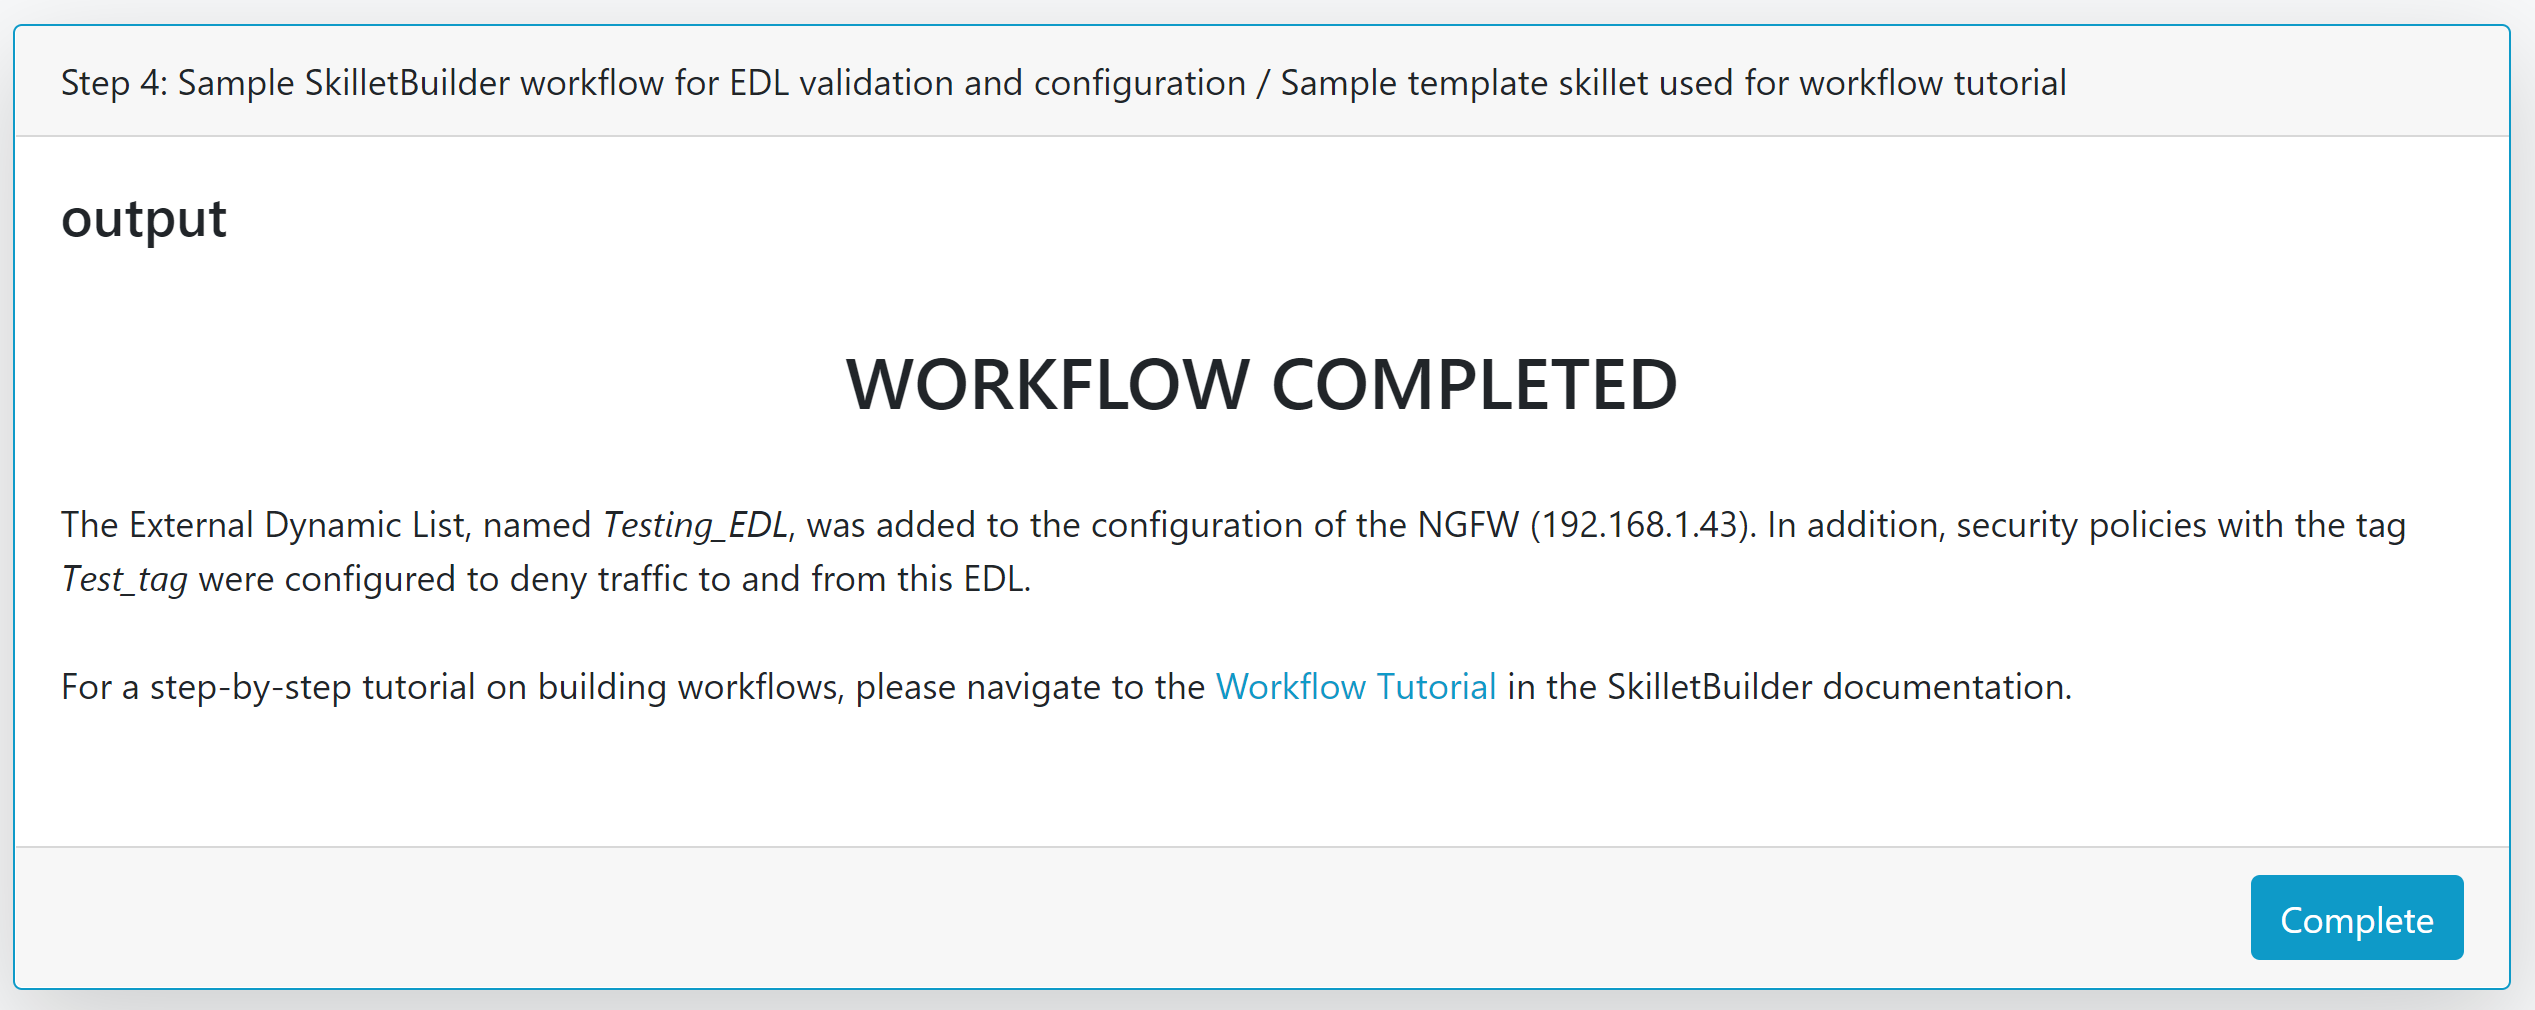 Step 4: Sample SkilletBuilder workflow for EDL validation and configuration / Sample template skillet used for workflow tutorial
output
WORKFLOW COMPLETED
The External Dynamic List, named Testing_EDL, was added to the configuration of the NGFW (192.168.1.43). In addition, security policies with the tag
Test_tag were configured to deny traffic to and from this EDL.
For a step-by-step tutorial on building workflows, please navigate to the Workflow Tutorial in the SkilletBuilder documentation.
Complete